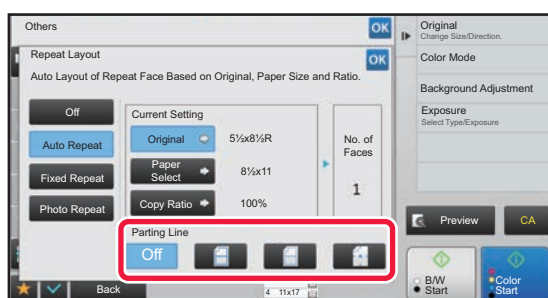 Others
OK
Repeat Layout
OK
Auto Layout of Repeat Face Based on Original, Paper Size and Ratio.
Off
Auto Repeat
Fixed Repeat
Photo Repeat
Current Setting
Original
5½x8½R
Paper
Select
8½x11
Copy Ratio
100%
No. of
Faces
1
Parting Line
Off
Back
4 11x17
Original
Change Size/Direction.
Color Mode
Background Adjustment
Exposure
Select Type/Exposure
Preview
CA
B/W
Start
Color
Start